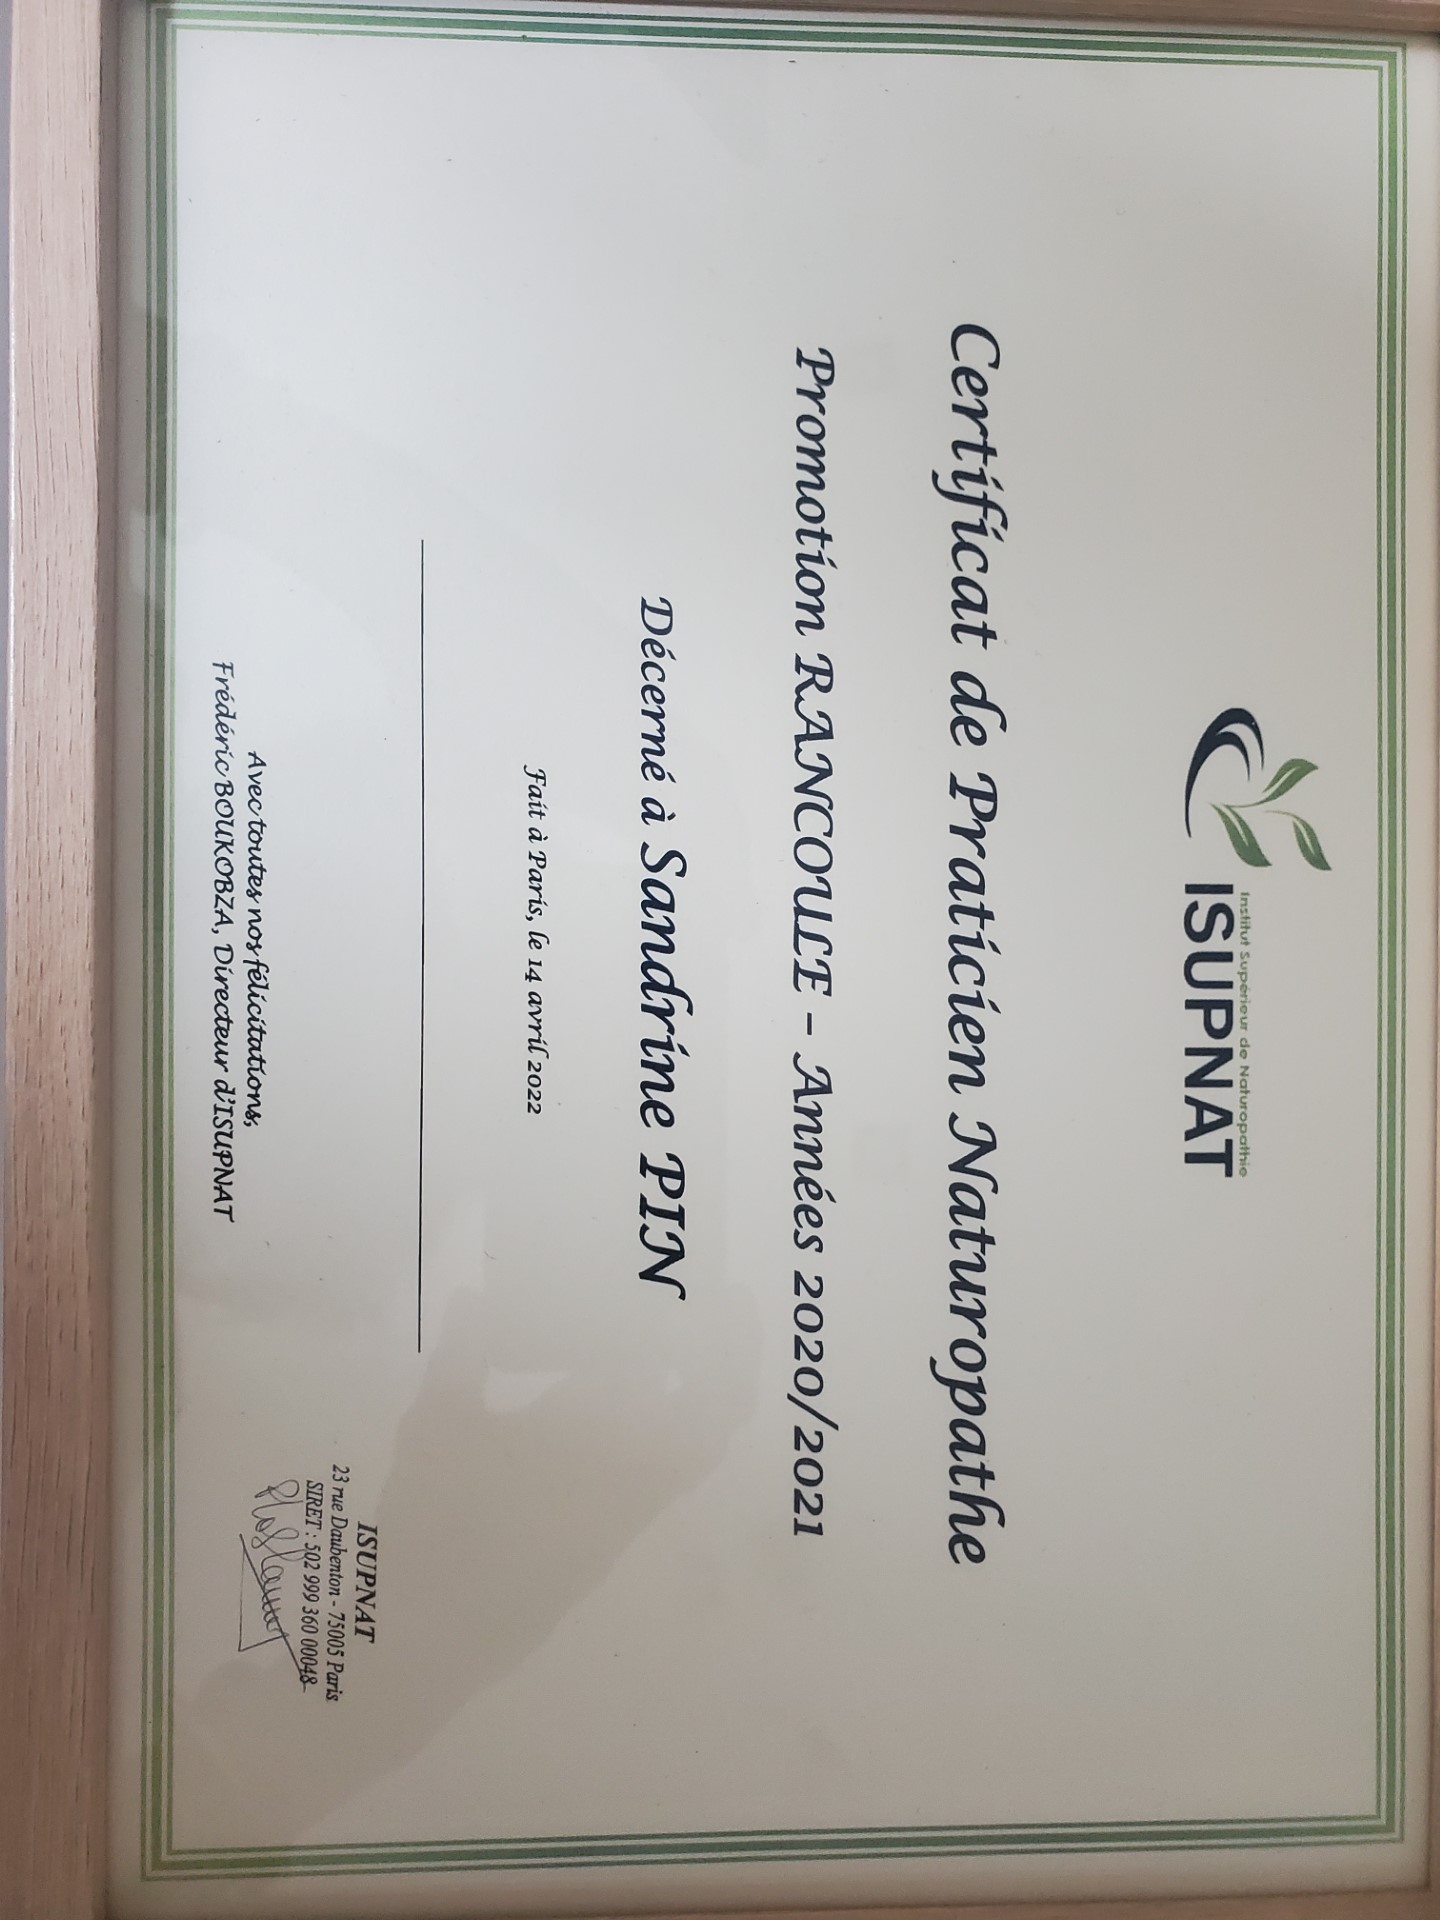 Institut Supérieur de Naturopathie
ISUPNAT
Certificat de Praticien Naturopathe
Promotion RANCOULE – Années 2020/2021
Décerné à Sandrine PIN
Fait à Paris, le 14 avril 2022
Avec toutes nos félicitations,
Frédéric BOUKOBZA, Directeur d'ISUPNAT
ISUPNAT
23 rue Daubenton - 75005 Paris
SIRET : 502 999 360 00048